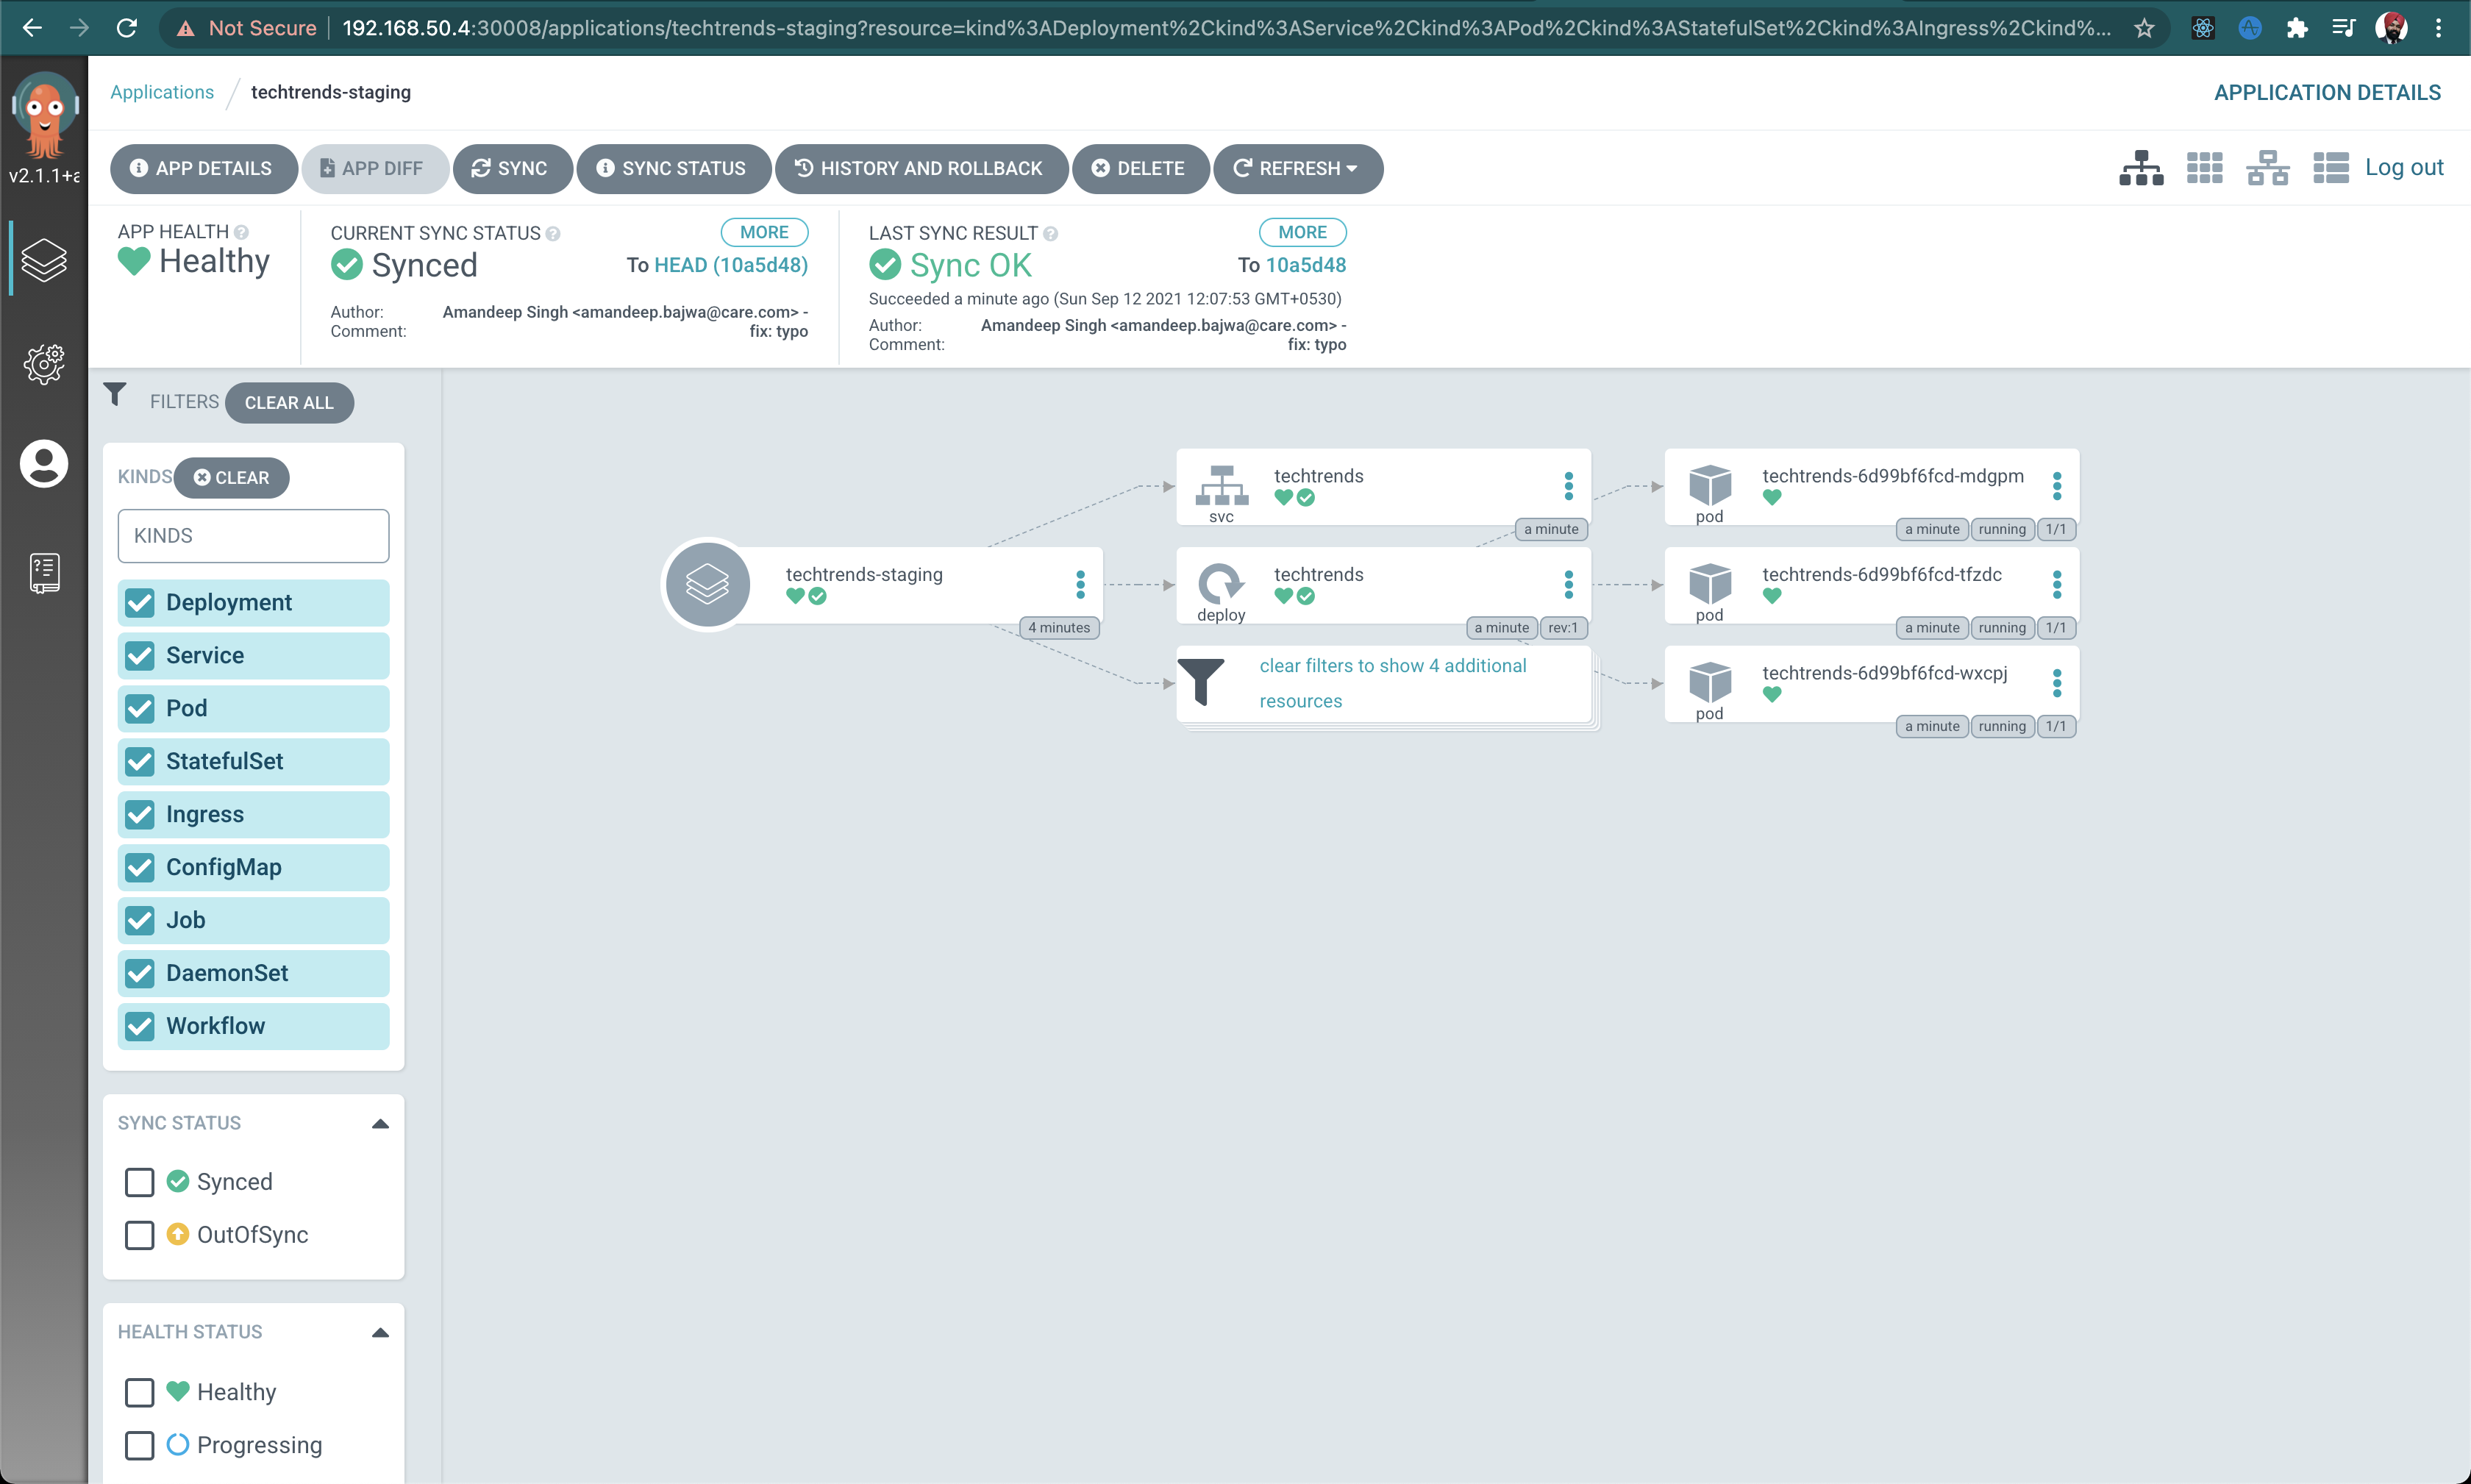 Not Secure 192.168.50.4:30008/applications/techtrends-staging?resource=kind%3ADeployment%2Ckind%3AService%2Ckind%3APod%2Ckind%3AStatefulSet%2Ckind%3AIngress%2Ckind%...
v2.1.1+a
Applications / techtrends-staging
APPLICATION DETAILS
APP DETAILS APP DIFF SYNC SYNC STATUS HISTORY AND ROLLBACK DELETE REFRESH
Log out
APP HEALTH
Healthy
CURRENT SYNC STATUS MORE
Synced To HEAD (10a5d48)
Author: Amandeep Singh <amandeep.bajwa@care.com> -
Comment: fix: typo
LAST SYNC RESULT MORE
Sync OK To 10a5d48
Succeeded a minute ago (Sun Sep 12 2021 12:07:53 GMT+0530)
Author: Amandeep Singh <amandeep.bajwa@care.com> -
Comment: fix: typo
FILTERS CLEAR ALL
KINDS CLEAR
KINDS
Deployment
Service
Pod
StatefulSet
Ingress
ConfigMap
Job
DaemonSet
Workflow
SYNC STATUS
Synced
OutOfSync
HEALTH STATUS
Healthy
Progressing
techtrends-staging
4 minutes
techtrends
svc
a minute
techtrends
deploy
a minute rev:1
clear filters to show 4 additional
resources
techtrends-6d99bf6fcd-mdgpm
pod
a minute running 1/1
techtrends-6d99bf6fcd-tfzdc
pod
a minute running 1/1
techtrends-6d99bf6fcd-wxcpj
pod
a minute running 1/1